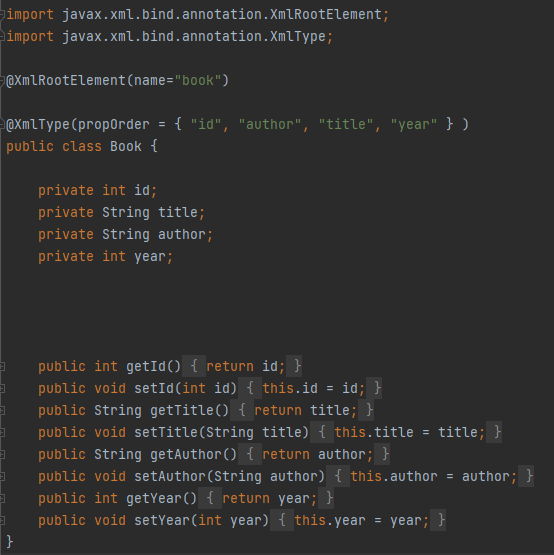 import javax.xml.bind.annotation.XmlRootElement;
import javax.xml.bind.annotation.XmlType;
@XmlRootElement(name="book")
@XmlType(propOrder = { "id", "author", "title", "year" } )
public class Book {
private int id;
private String title;
private String author;
private int year;
public int getId() { return id; }
public void setId(int id) { this.id = id; }
public String getTitle() { return title; }
public void setTitle(String title) { this.title = title; }
public String getAuthor() { return author; }
public void setAuthor(String author) { this.author = author; }
public int getYear() { return year; }
public void setYear(int year) { this.year = year; }
}